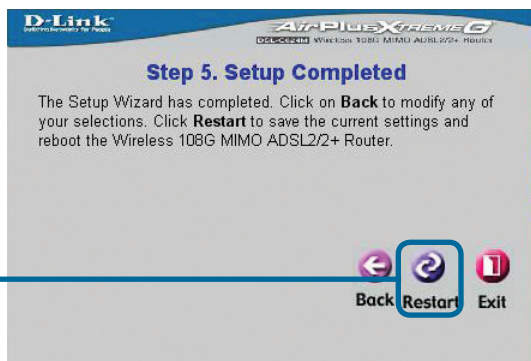 D-Link
Building Networks for People
AirPlus Xtreme G
DSL-G624M Wireless 108G MIMO ADSL2/2+ Router
Step 5. Setup Completed
The Setup Wizard has completed. Click on Back to modify any of
your selections. Click Restart to save the current settings and
reboot the Wireless 108G MIMO ADSL2/2+ Router.
Back Restart Exit